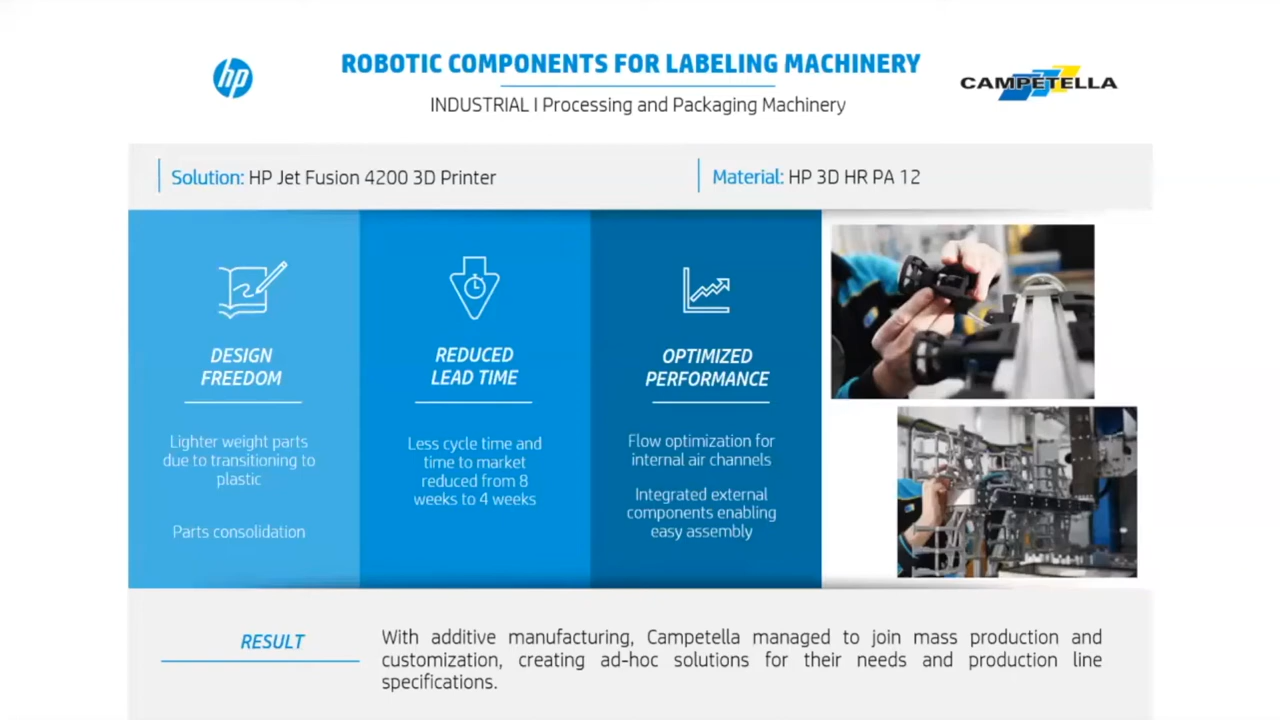 hp
ROBOTIC COMPONENTS FOR LABELING MACHINERY
INDUSTRIAL I Processing and Packaging Machinery
CAMPETELLA
Solution: HP Jet Fusion 4200 3D Printer
Material: HP 3D HR PA 12
DESIGN
FREEDOM
Lighter weight parts
due to transitioning to
plastic
Parts consolidation
REDUCED
LEAD TIME
Less cycle time and
time to market
reduced from 8
weeks to 4 weeks
OPTIMIZED
PERFORMANCE
Flow optimization for
internal air channels
Integrated external
components enabling
easy assembly
RESULT
With additive manufacturing, Campetella managed to join mass production and
customization, creating ad-hoc solutions for their needs and production line
specifications.